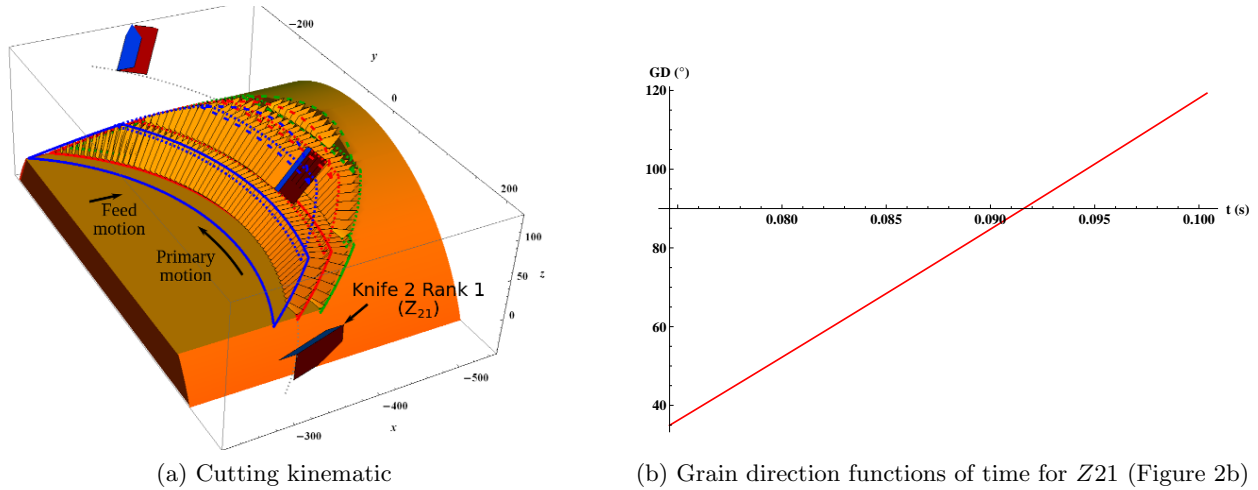 −200
y
0
200
100
50
z
0
−500
−400
x
−300
Feed
motion
Primary
motion
Knife 2 Rank 1
(Z21)
(a) Cutting kinematic
GD (°)
120
100
80
60
40
0.080 0.085 0.090 0.095 0.100 t (s)
(b) Grain direction functions of time for Z21 (Figure 2b)